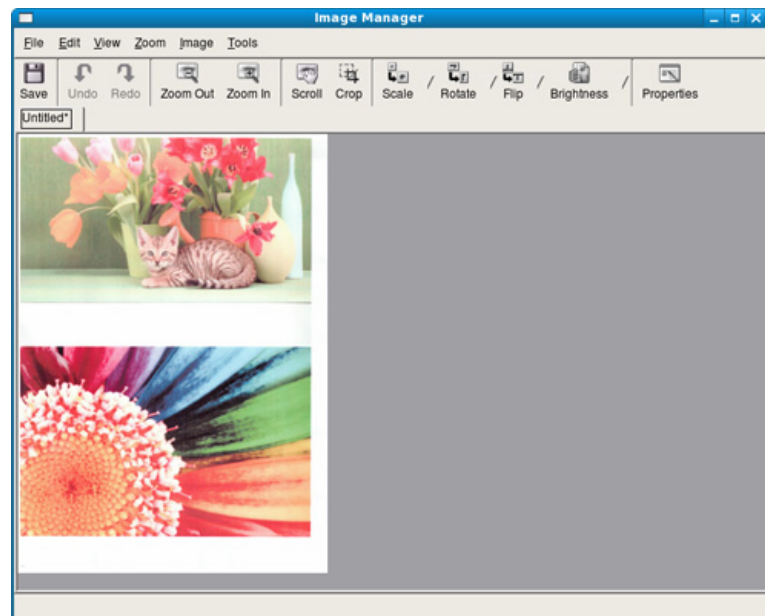 Image Manager
File Edit View Zoom Image Tools
Save Undo Redo Zoom Out Zoom In Scroll Crop Scale / Rotate / Flip / Brightness / Properties
Untitled*